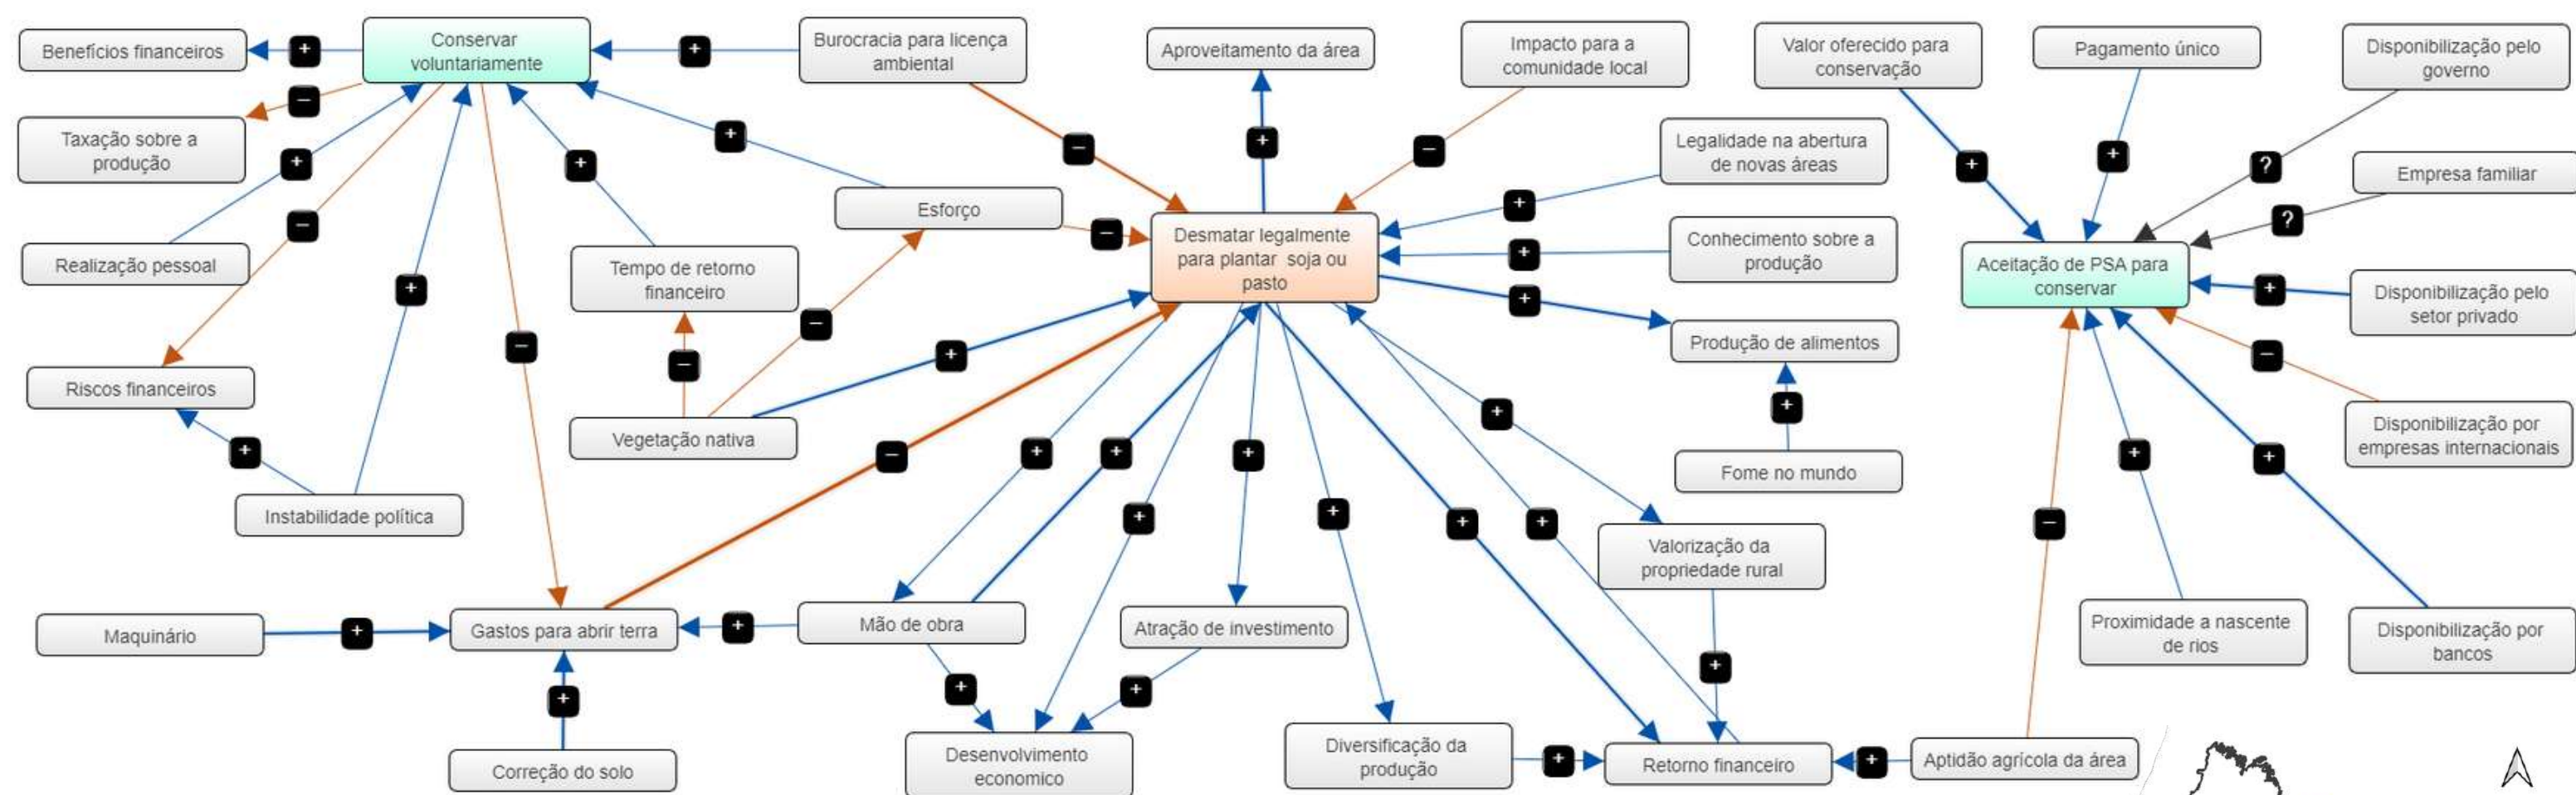 Benefícios financeiros
+
Conservar
voluntariamente
+
Burocracia para licença
ambiental
Aproveitamento da área
Impacto para a
comunidade local
Valor oferecido para
conservação
Pagamento único
Disponibilização pelo
governo
−
Taxação sobre a
produção
+
+
+
−
+
−
Legalidade na abertura
de novas áreas
+
+
?
Empresa familiar
−
Realização pessoal
Esforço
−
+
?
Tempo de retorno
financeiro
Desmatar legalmente
para plantar soja ou
pasto
+
Conhecimento sobre a
produção
Aceitação de PSA para
conservar
+
+
−
+
Disponibilização pelo
setor privado
Riscos financeiros
−
−
+
Produção de alimentos
−
+
Vegetação nativa
+
+
Disponibilização por
empresas internacionais
+
Instabilidade política
−
+
+
+
+
Fome no mundo
+
+
+
+
+
+
−
Valorização da
propriedade rural
Maquinário
+
Gastos para abrir terra
+
Mão de obra
Atração de investimento
Proximidade a nascente
de rios
Disponibilização por
bancos
+
+
+
+
Correção do solo
Desenvolvimento
economico
Diversificação da
produção
+
Retorno financeiro
+
Aptidão agrícola da área